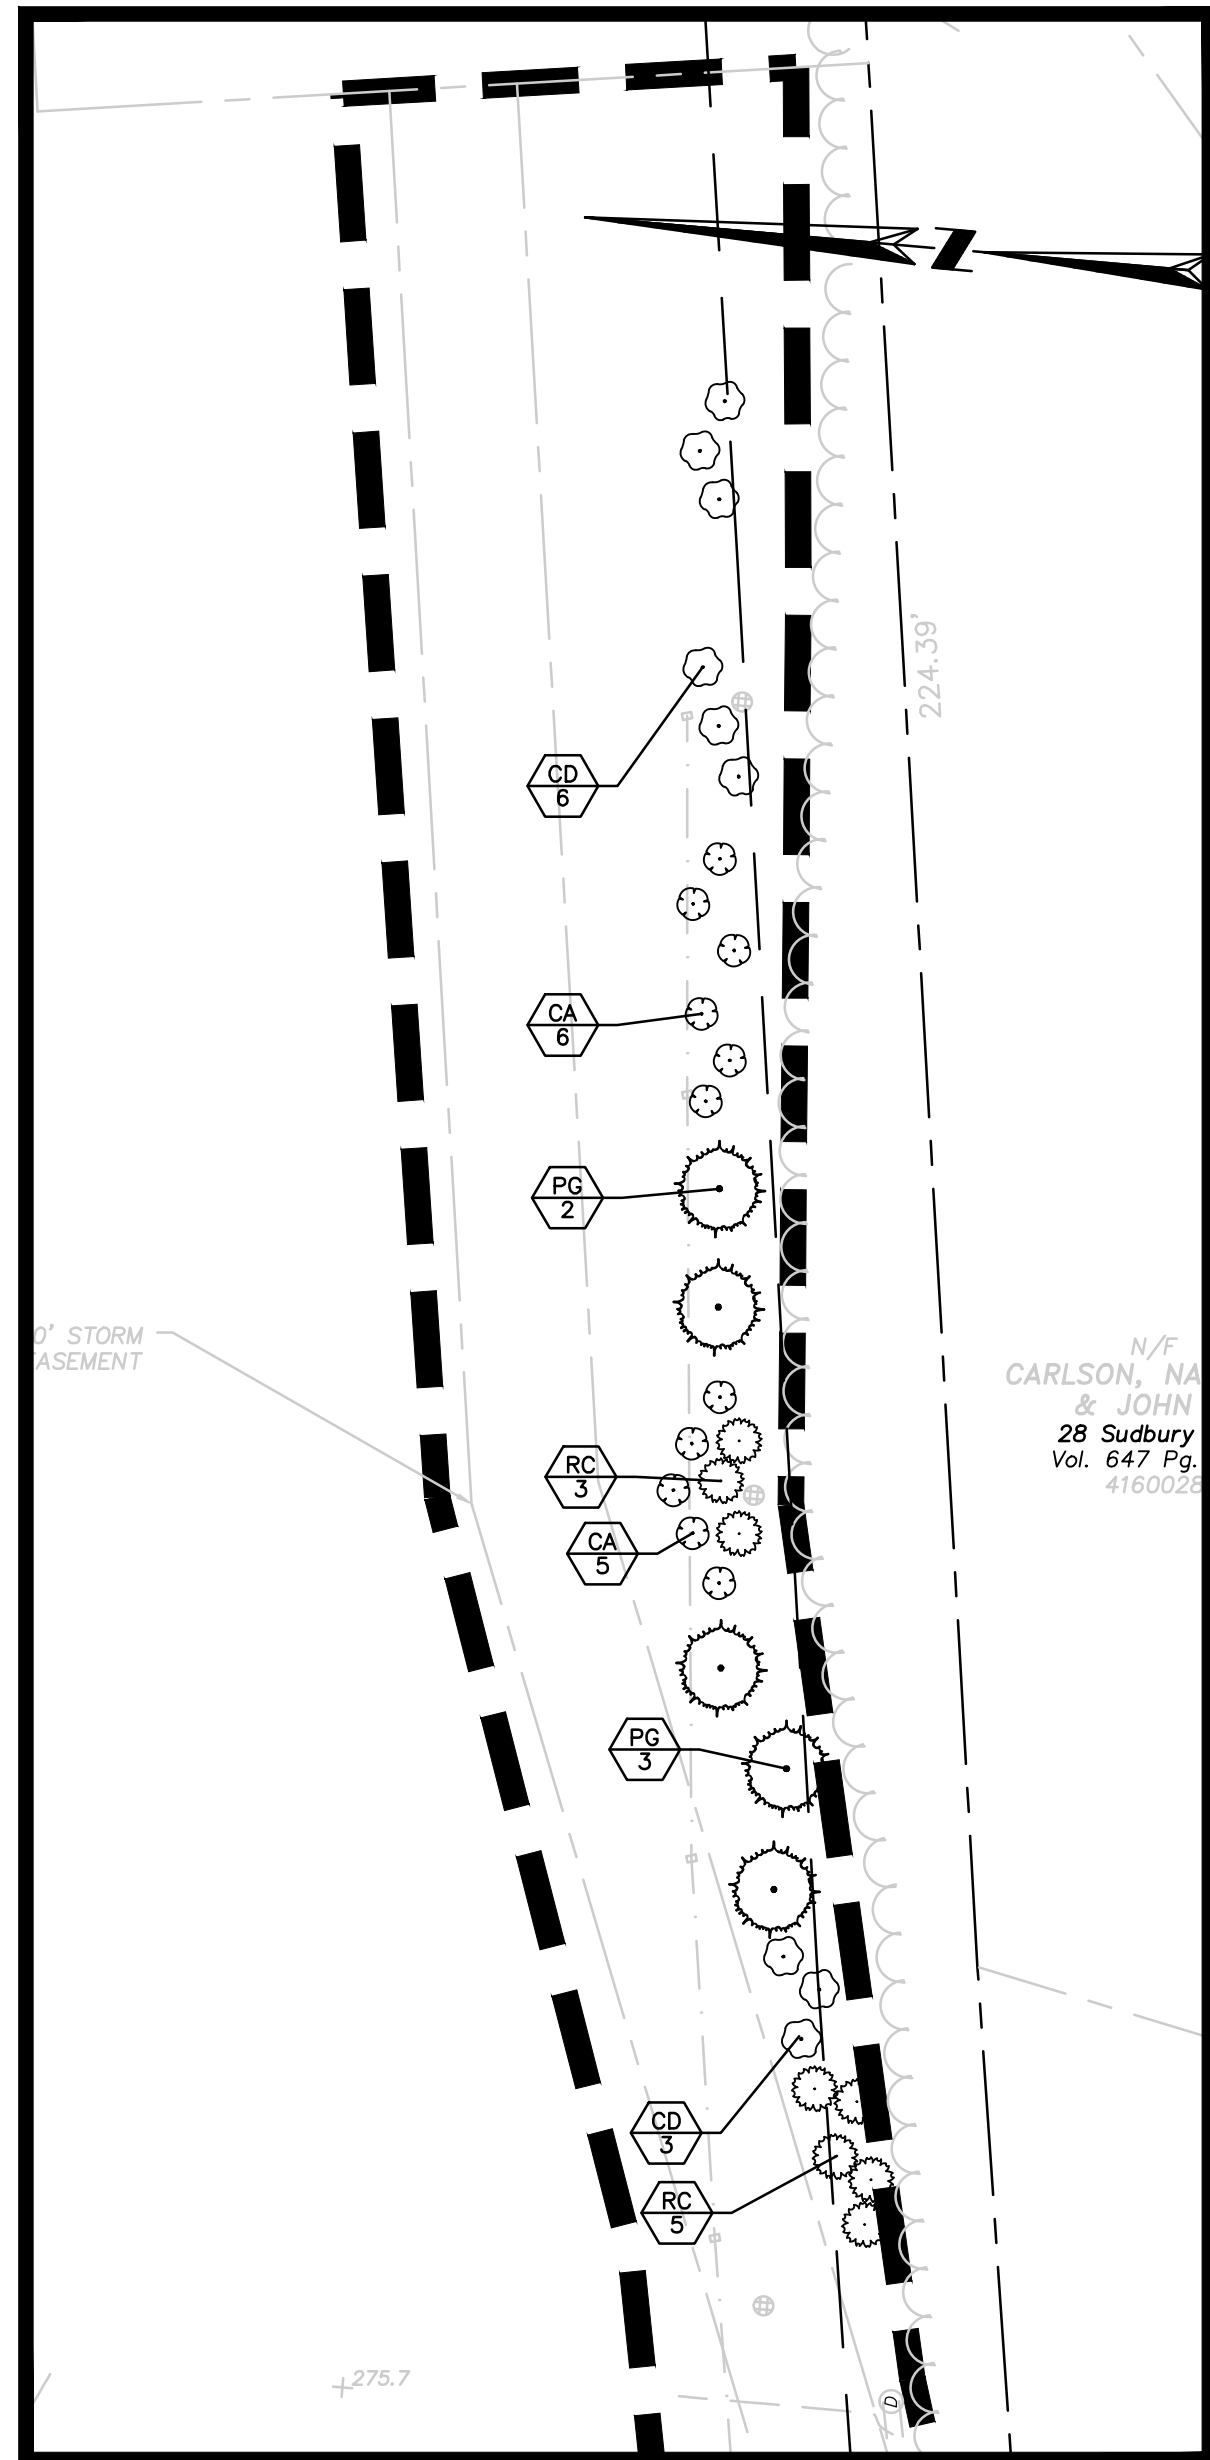 224.39'
CD
6
CA
6
PG
2
0' STORM
ASEMENT
N/F
CARLSON, NA
& JOHN
28 Sudbury
Vol. 647 Pg.
4160028
RC
3
CA
5
PG
3
CD
3
RC
5
275.7
D